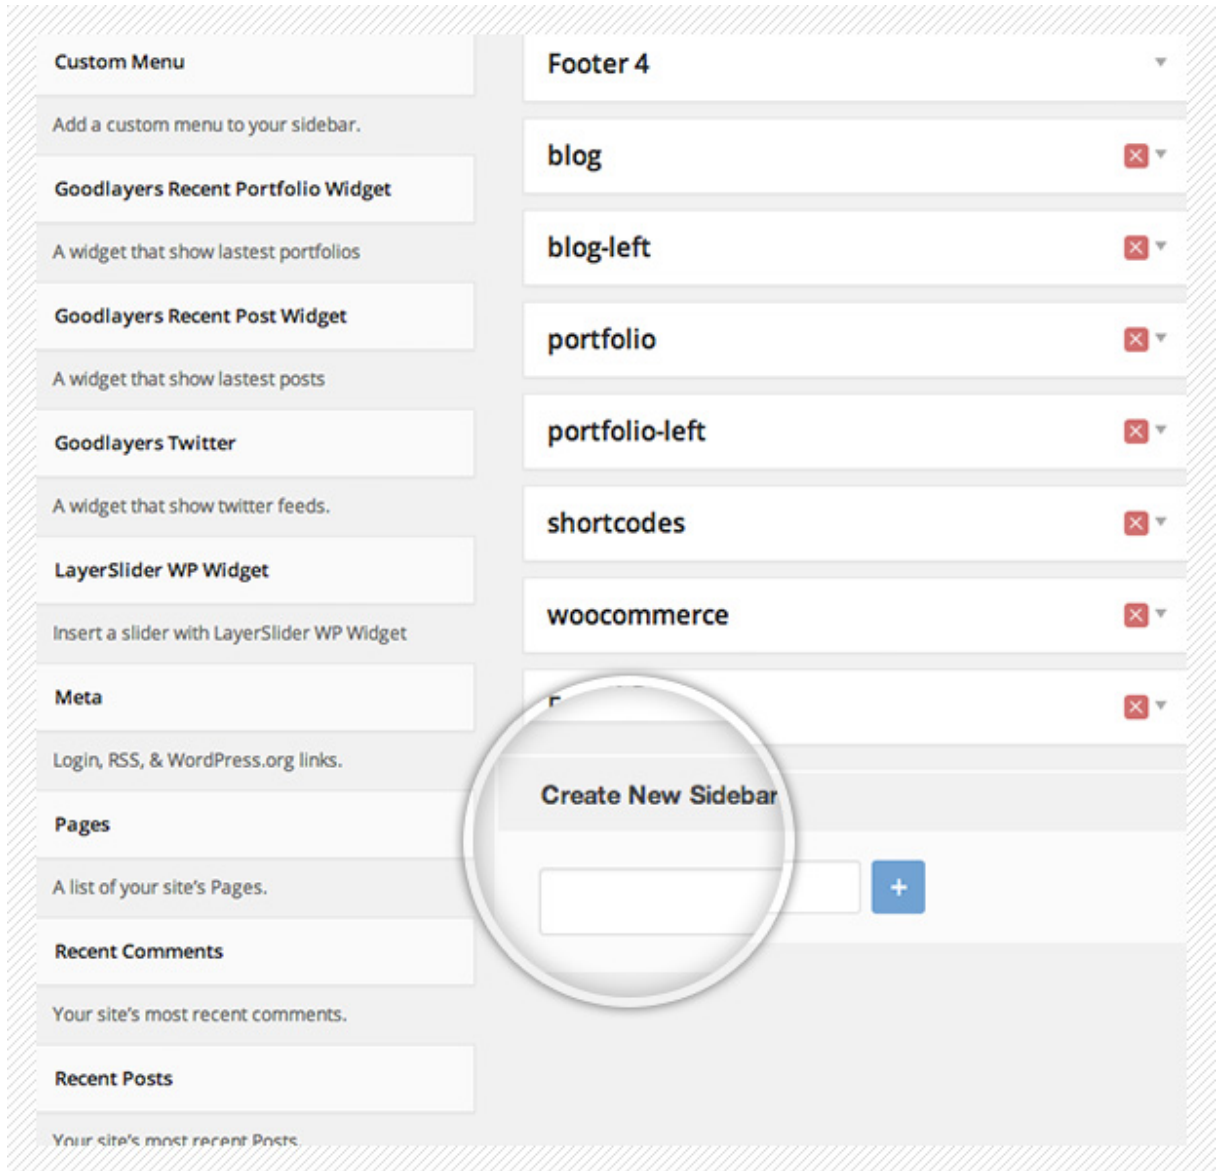 Custom Menu
Add a custom menu to your sidebar.
Goodlayers Recent Portfolio Widget
A widget that show lastest portfolios
Goodlayers Recent Post Widget
A widget that show lastest posts
Goodlayers Twitter
A widget that show twitter feeds.
LayerSlider WP Widget
Insert a slider with LayerSlider WP Widget
Meta
Login, RSS, & WordPress.org links.
Pages
A list of your site's Pages.
Recent Comments
Your site's most recent comments.
Recent Posts
Your site's most recent Posts.
Footer 4
blog
blog-left
portfolio
portfolio-left
shortcodes
woocommerce
Create New Sidebar
+